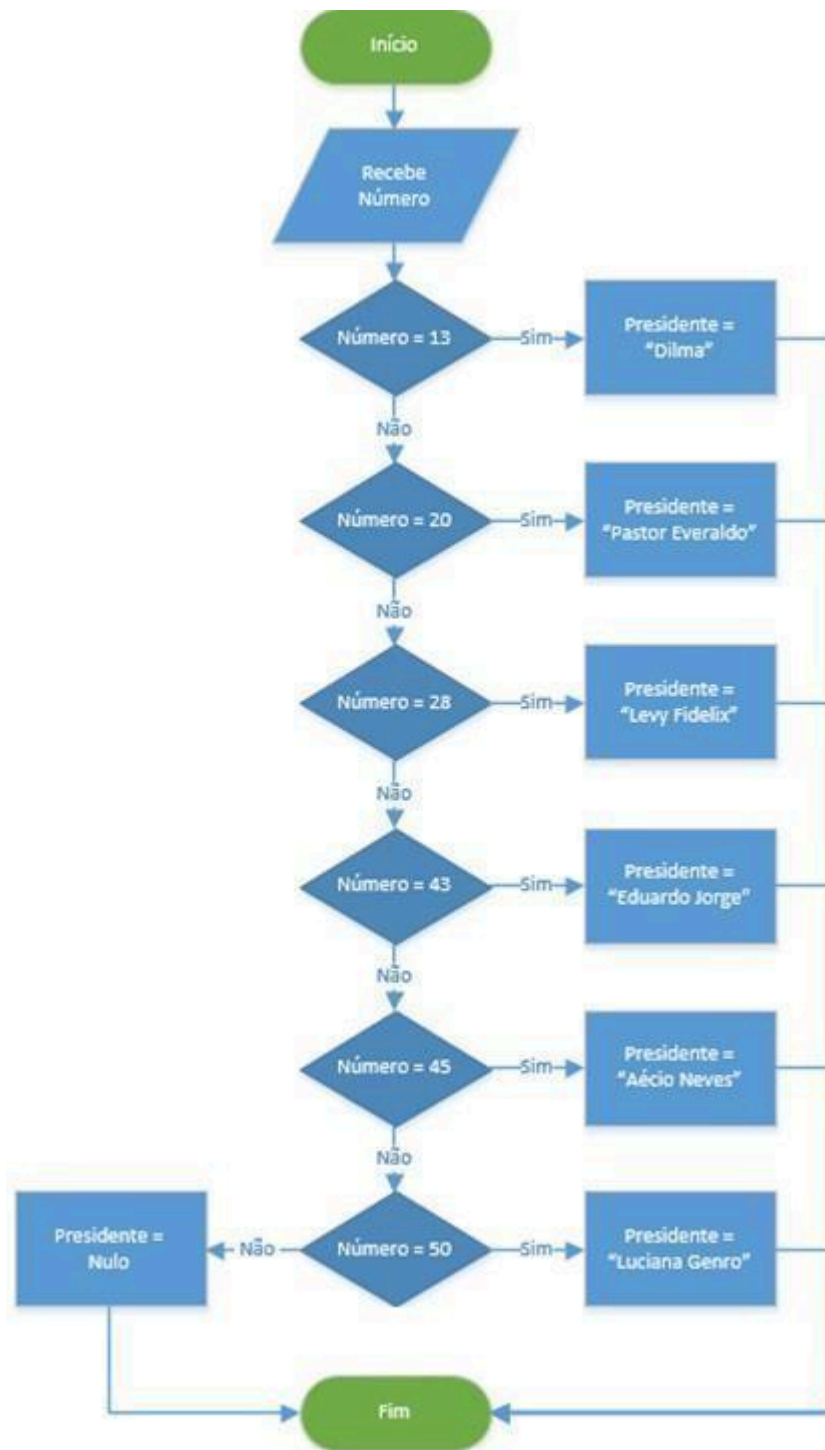 Início
Recebe
Número
Número = 13
Sim
Presidente =
“Dilma”
Não
Número = 20
Sim
Presidente =
“Pastor Everaldo”
Não
Número = 28
Sim
Presidente =
“Levy Fidelix”
Não
Número = 43
Sim
Presidente =
“Eduardo Jorge”
Não
Número = 45
Sim
Presidente =
“Aécio Neves”
Não
Número = 50
Sim
Presidente =
“Luciana Genro”
Não
Presidente =
Nulo
Fim